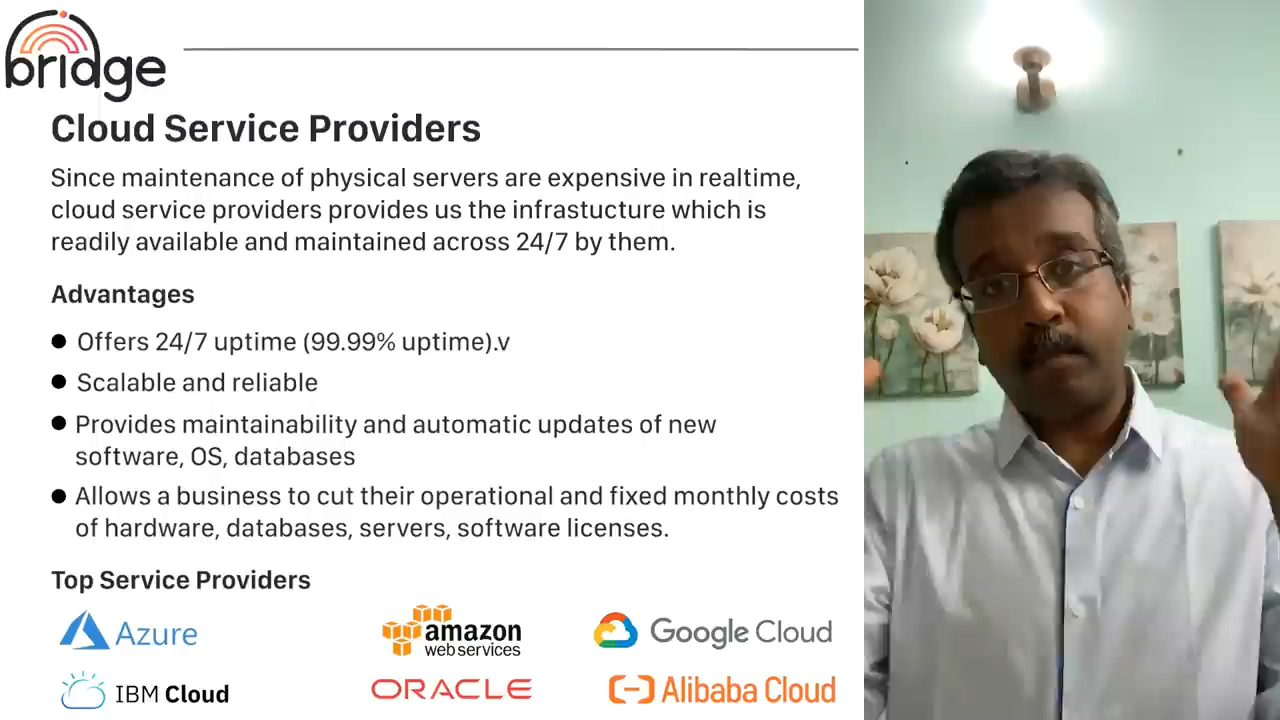 bridge
Cloud Service Providers
Since maintenance of physical servers are expensive in realtime,
cloud service providers provides us the infrastucture which is
readily available and maintained across 24/7 by them.
Advantages
Offers 24/7 uptime (99.99% uptime).v
Scalable and reliable
Provides maintainability and automatic updates of new
software, OS, databases
Allows a business to cut their operational and fixed monthly costs
of hardware, databases, servers, software licenses.
Top Service Providers
Azure
amazon
web services
Google Cloud
IBM Cloud
ORACLE
Alibaba Cloud